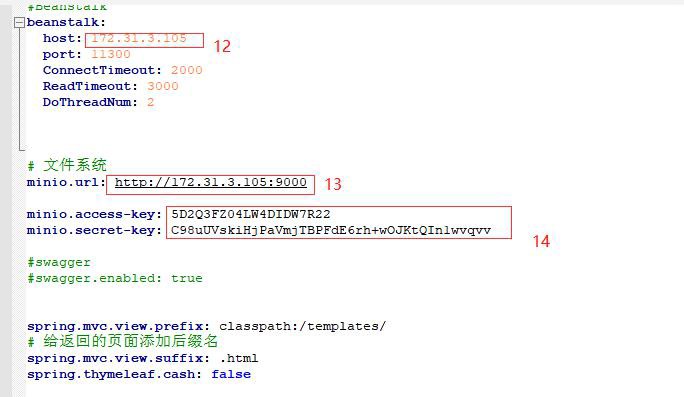 #Beanstalk
beanstalk:
host: 172.31.3.105
12
port: 11300
ConnectTimeout: 2000
ReadTimeout: 3000
DoThreadNum: 2
# 文件系统
minio.url: http://172.31.3.105:9000
13
minio.access-key: 5D2Q3FZ04LW4DIDW7R22
minio.secret-key: C98uUVskiHjPaVmjTBPFdE6rh+wOJKtQIn1wvqvv
14
#swagger
#swagger.enabled: true
spring.mvc.view.prefix: classpath:/templates/
# 给返回的页面添加后缀名
spring.mvc.view.suffix: .html
spring.thymeleaf.cash: false